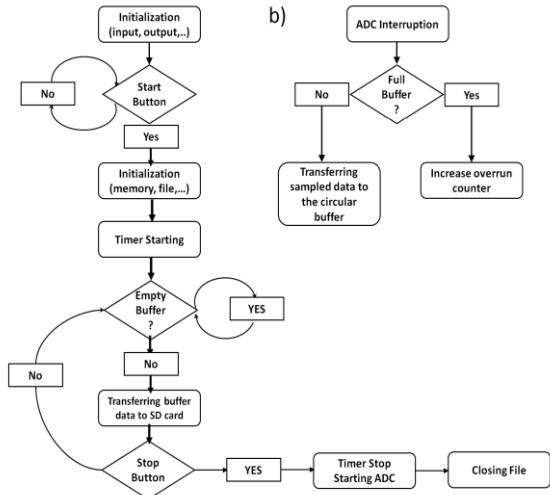 Initialization
(input, output,..)
No
Start
Button
Yes
Initialization
(memory, file,...)
Timer Starting
Empty
Buffer
?
YES
No
No
Transferring buffer
data to SD card
Stop
Button
YES
Timer Stop
Starting ADC
Closing File
b)
ADC Interruption
Full
Buffer
?
No
Yes
Transferring
sampled data to
the circular
buffer
Increase overrun
counter